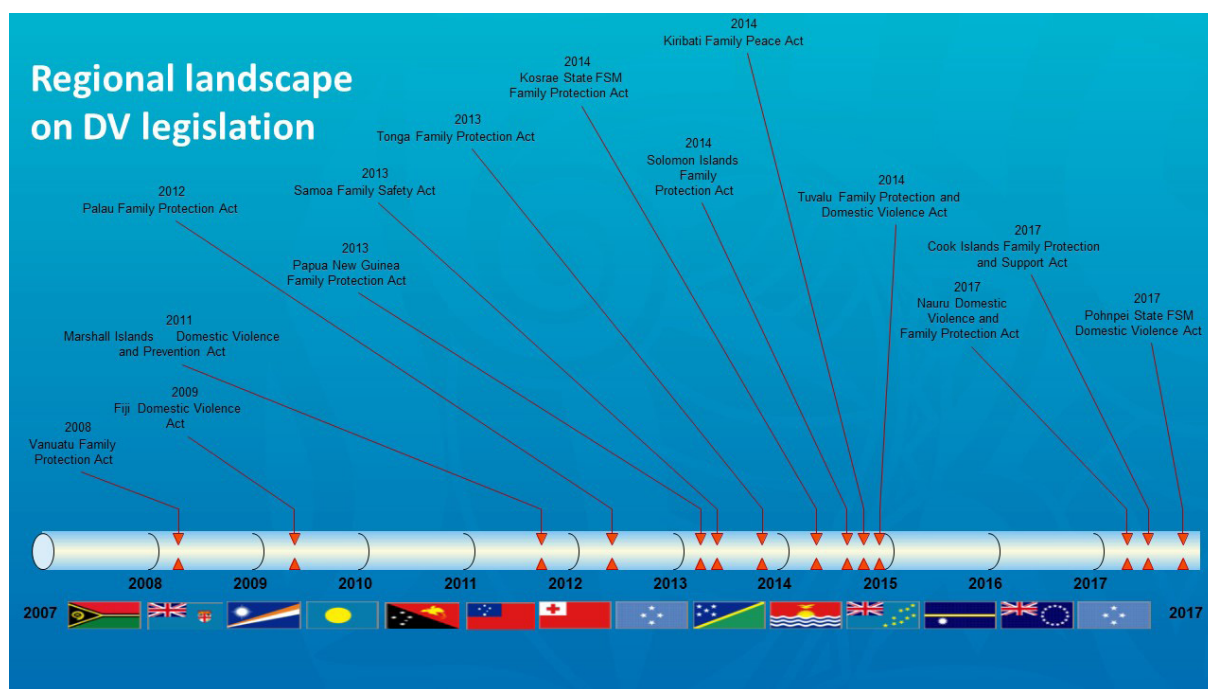 Regional landscape
on DV legislation
2008
Vanuatu Family
Protection Act
2009
Fiji Domestic Violence
Act
2011
Marshall Islands Domestic Violence
and Prevention Act
2012
Palau Family Protection Act
2013
Papua New Guinea
Family Protection Act
2013
Samoa Family Safety Act
2013
Tonga Family Protection Act
2014
Kosrae State FSM
Family Protection Act
2014
Solomon Islands
Family
Protection Act
2014
Kiribati Family Peace Act
2014
Tuvalu Family Protection and
Domestic Violence Act
2017
Nauru Domestic
Violence and
Family Protection Act
2017
Cook Islands Family Protection
and Support Act
2017
Pohnpei State FSM
Domestic Violence Act
2008 2009 2010 2011 2012 2013 2014 2015 2016 2017
2007 2017